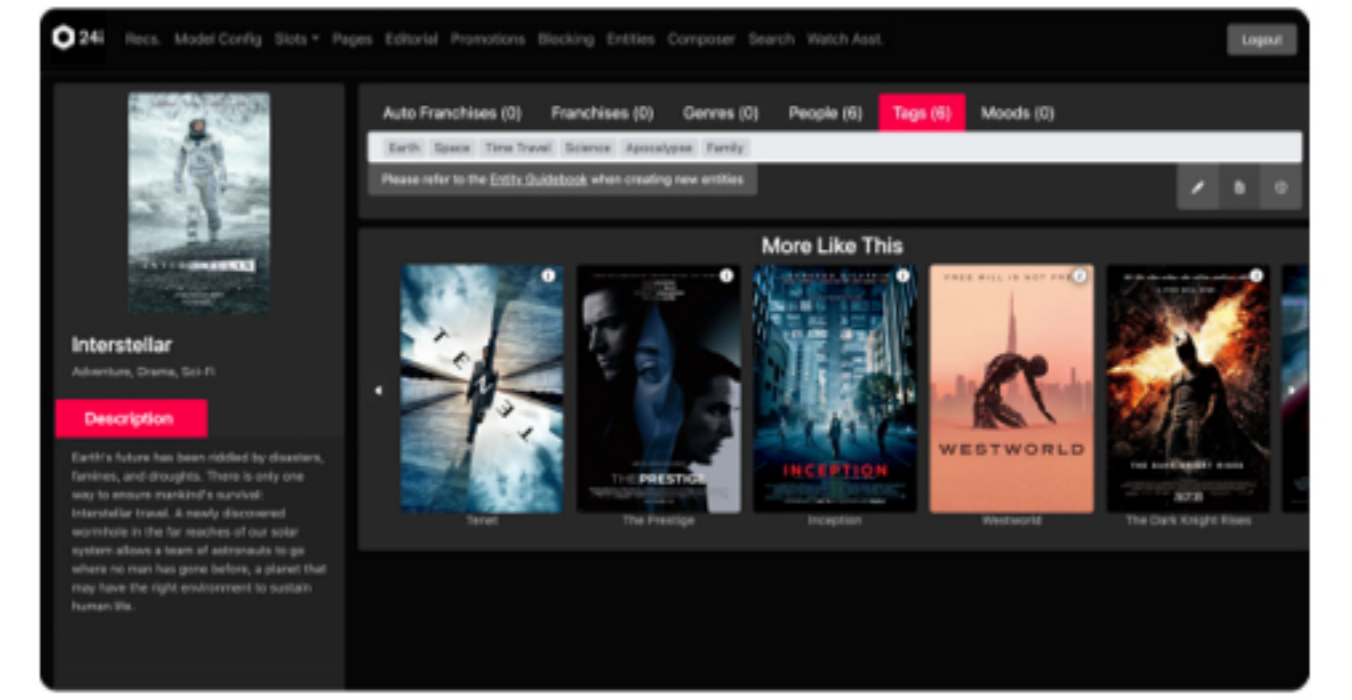 24i Recs. Model Config Slots Pages Editorial Promotions Blocking Entities Composer Search Watch Asst. Logout
Auto Franchises (0) Franchises (0) Genres (0) People (6) Tags (6) Moods (0)
Earth Space Time Travel Science Apocalypse Family
Please refer to the Entity Guidebook when creating new entities
INTERSTELLAR
Interstellar
Adventure, Drama, Sci-Fi
Description
Earth's future has been riddled by disasters,
famines, and droughts. There is only one
way to ensure mankind's survival:
Interstellar travel. A newly discovered
wormhole in the far reaches of our solar
system allows a team of astronauts to go
where no man has gone before, a planet that
may have the right environment to sustain
human life.
More Like This
TENET
THE PRESTIGE
INCEPTION
FREE WILL IS NOT FREE
WESTWORLD
THE DARK KNIGHT RISES
Tenet The Prestige Inception Westworld The Dark Knight Rises